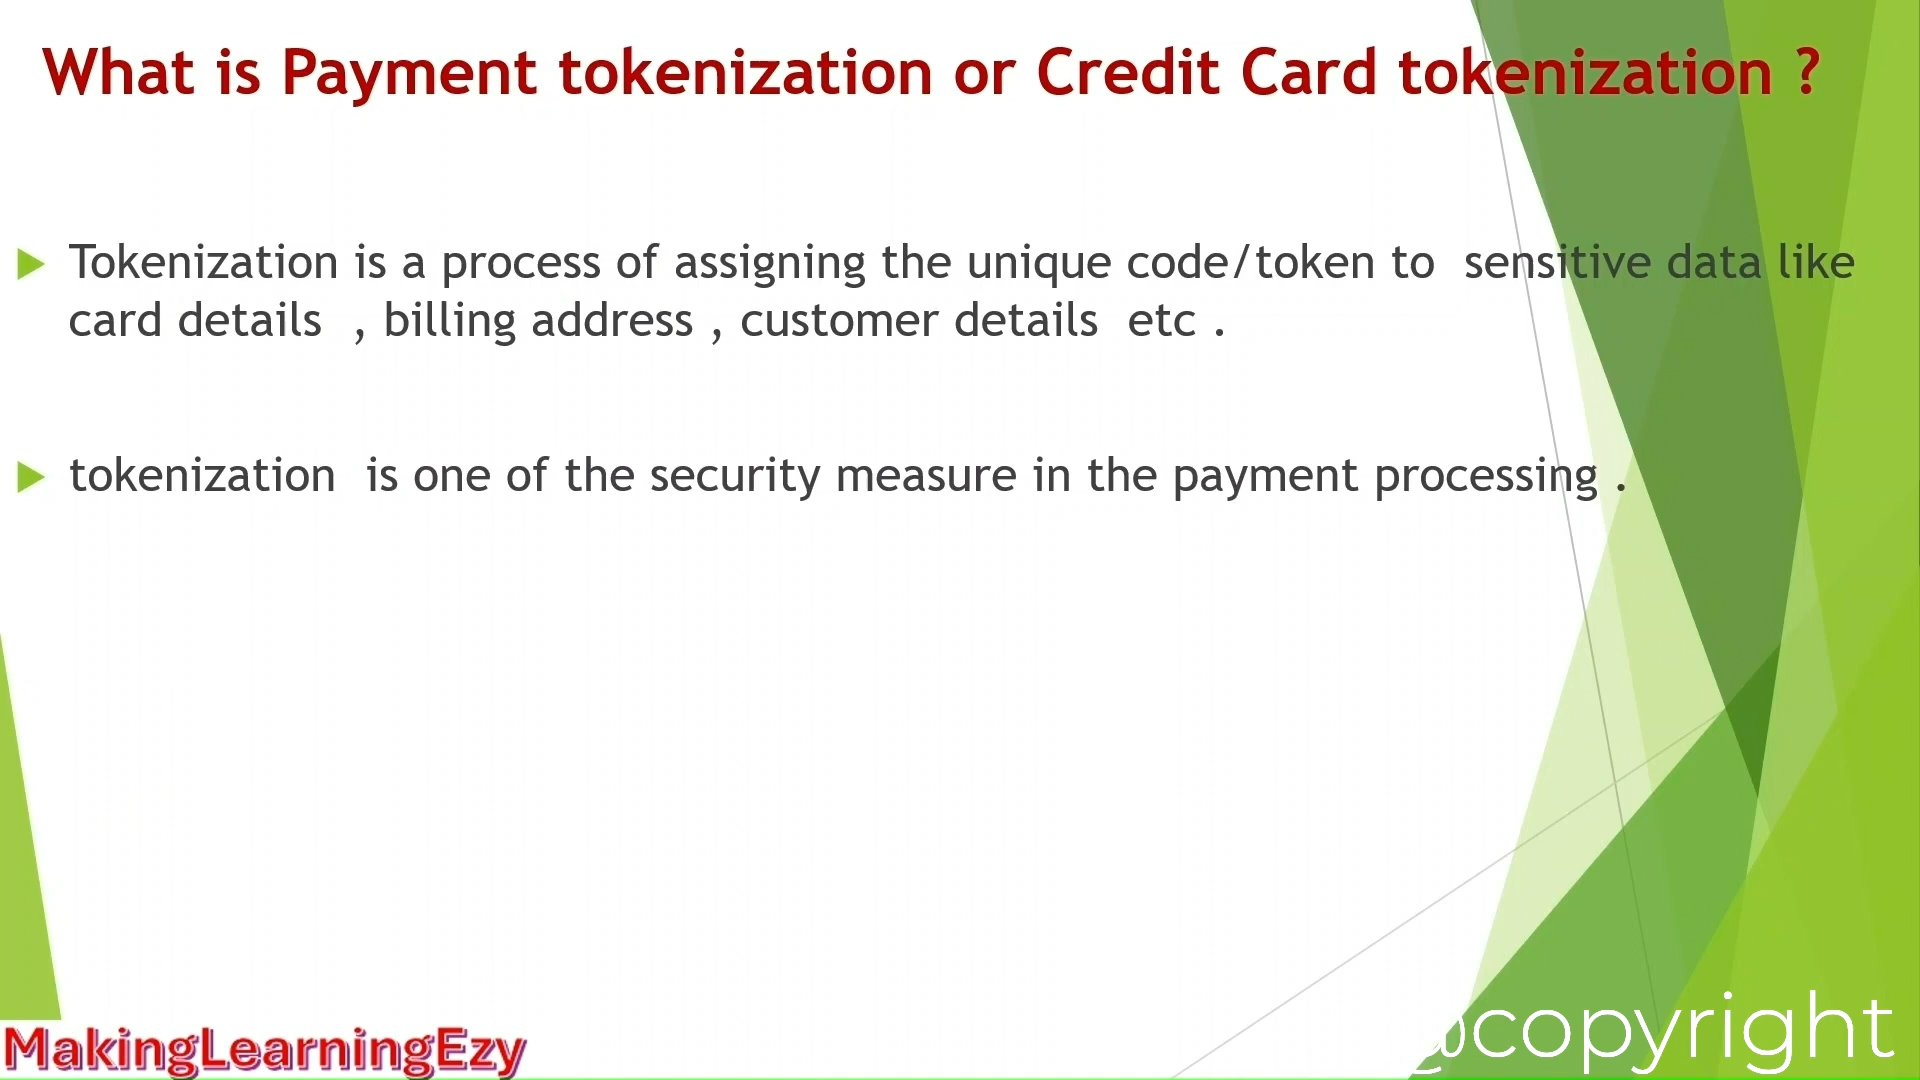 What is Payment tokenization or Credit Card tokenization ?
Tokenization is a process of assigning the unique code/token to sensitive data like
card details , billing address , customer details etc .
tokenization is one of the security measure in the payment processing .
MakingLearningEzy
@copyright